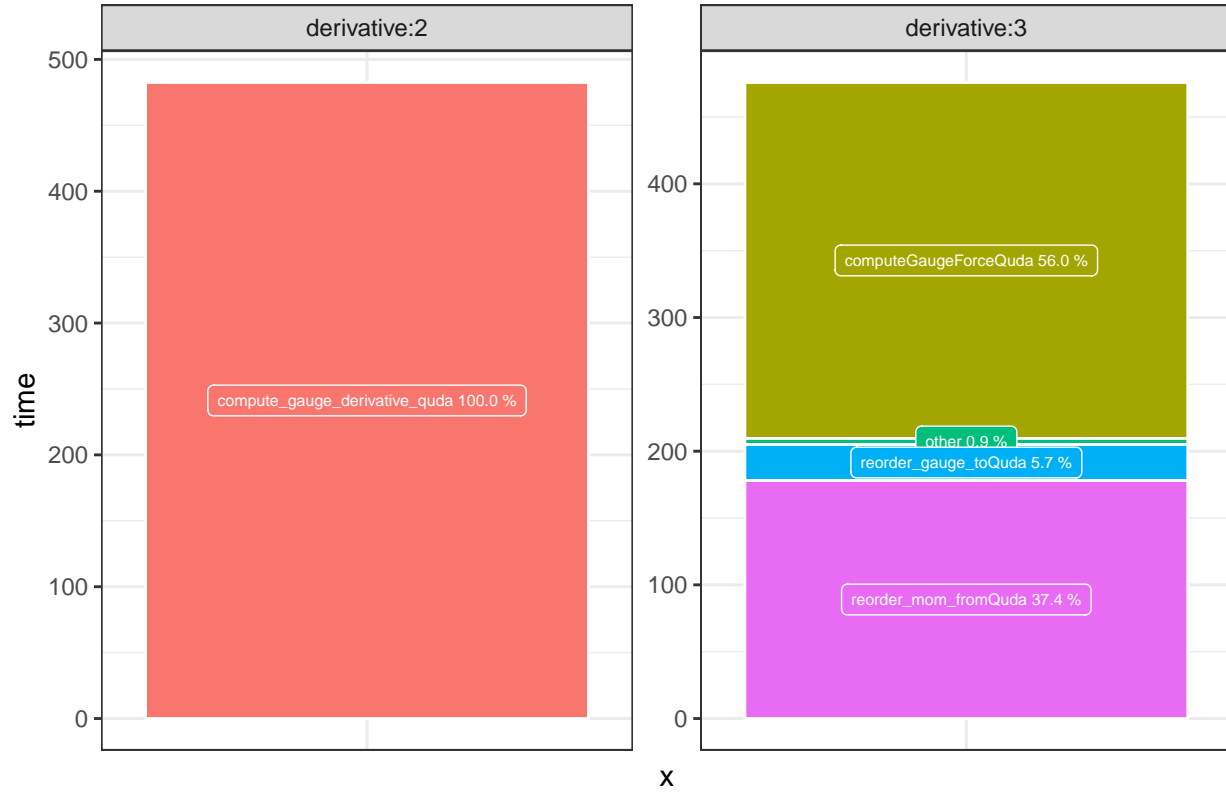 derivative:2
derivative:3
time
500
400
300
200
100
0
compute_gauge_derivative_quda 100.0 %
400
300
200
100
0
computeGaugeForceQuda 56.0 %
other 0.9 %
reorder_gauge_toQuda 5.7 %
reorder_mom_fromQuda 37.4 %
x